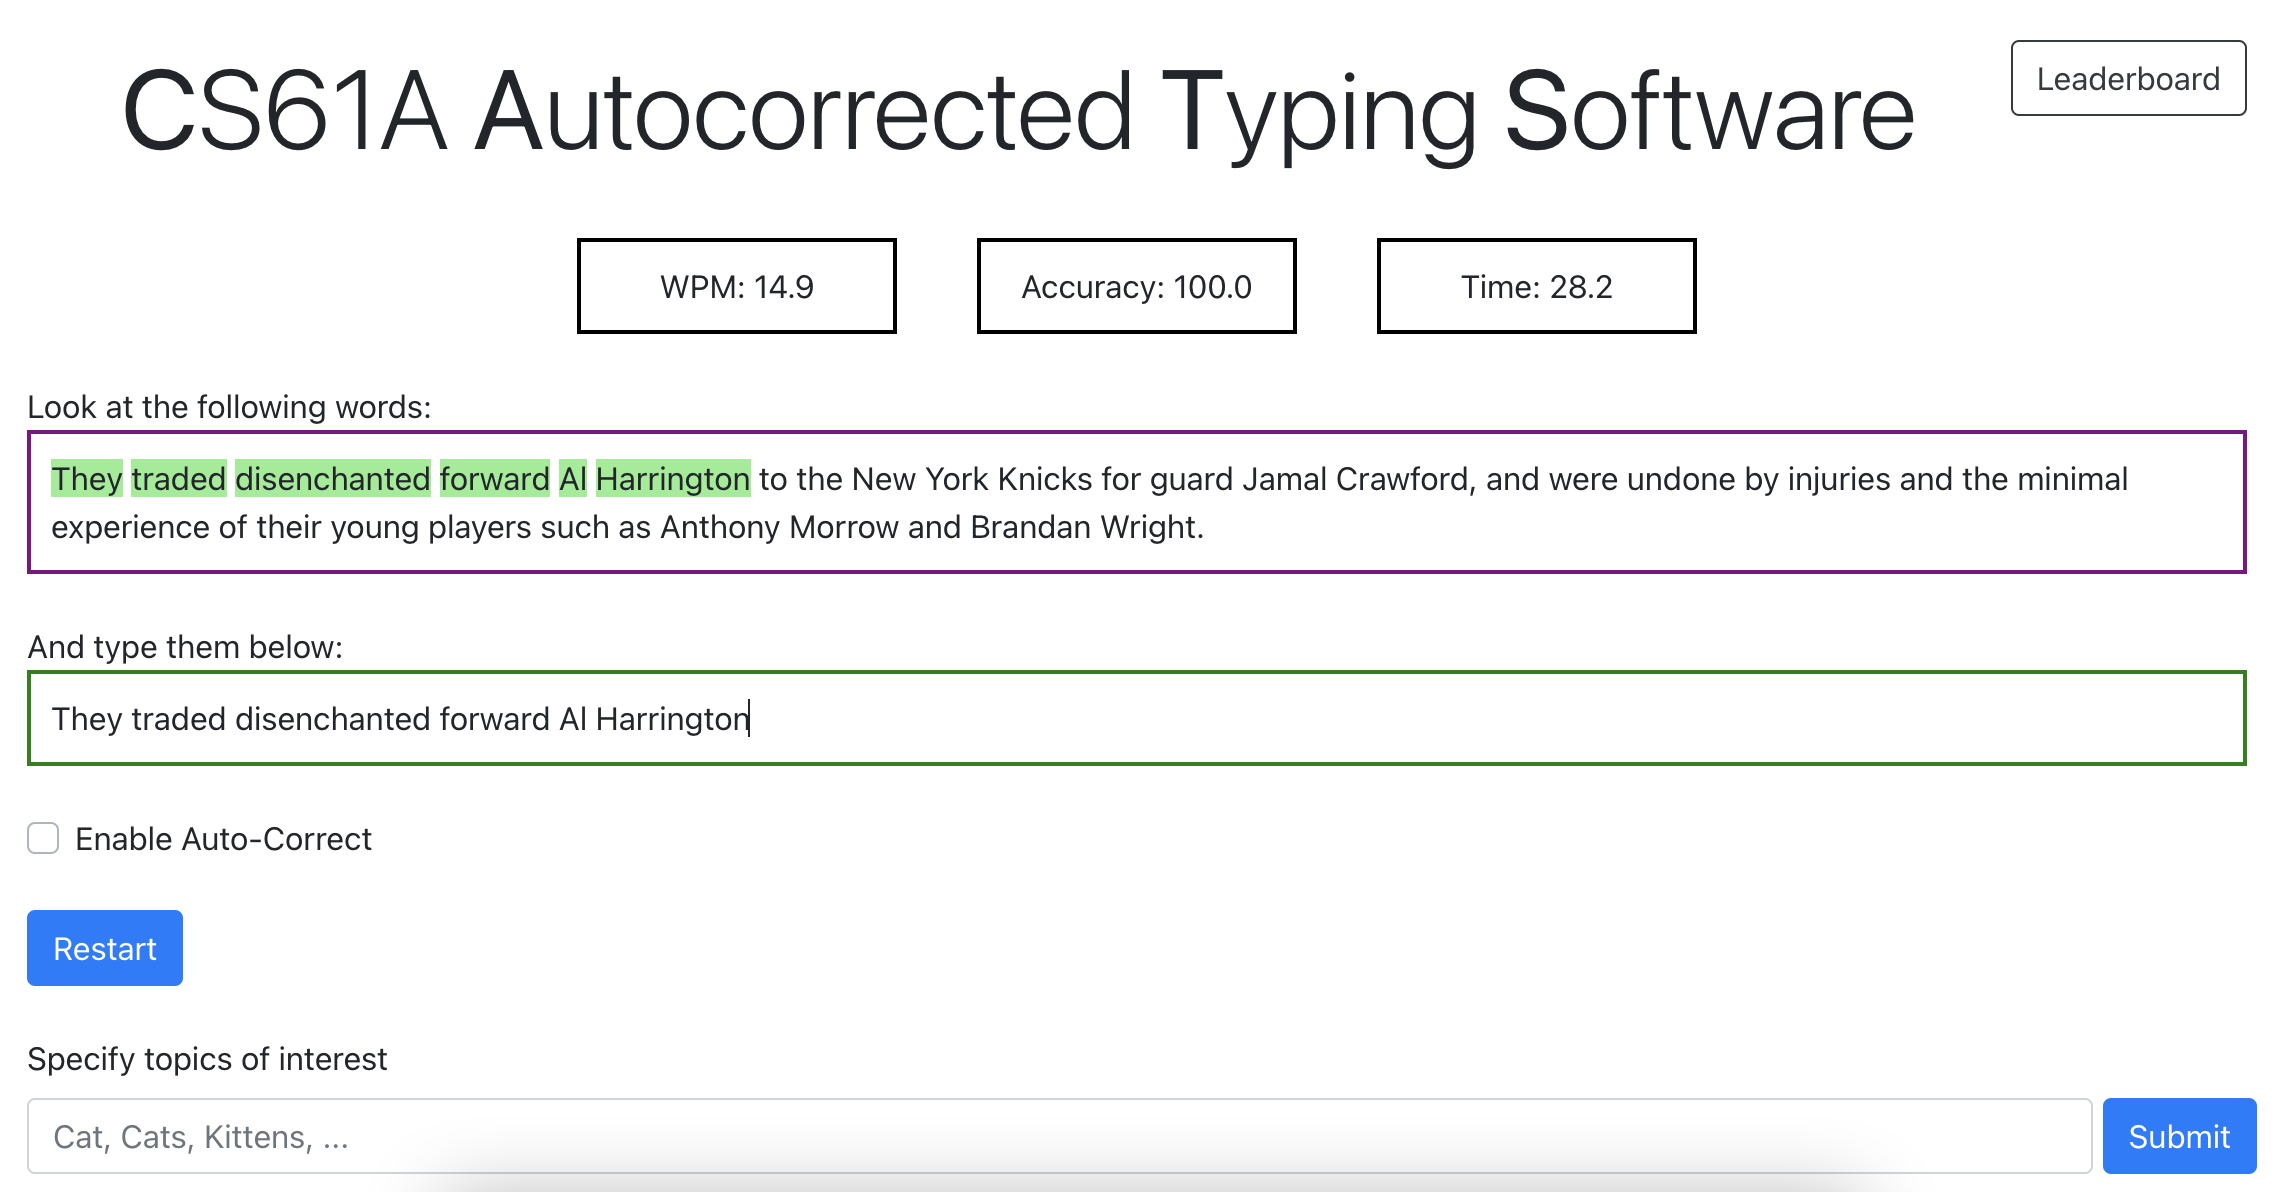 CS61A Autocorrected Typing Software
Leaderboard
WPM: 14.9
Accuracy: 100.0
Time: 28.2
Look at the following words:
They traded disenchanted forward Al Harrington to the New York Knicks for guard Jamal Crawford, and were undone by injuries and the minimal
experience of their young players such as Anthony Morrow and Brandan Wright.
And type them below:
They traded disenchanted forward Al Harrington
Enable Auto-Correct
Restart
Specify topics of interest
Cat, Cats, Kittens, ...
Submit